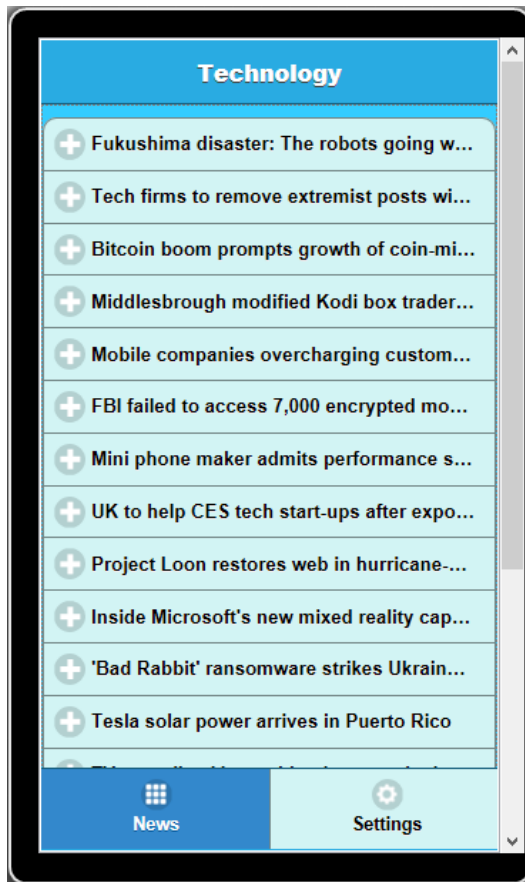 Technology
Fukushima disaster: The robots going w...
Tech firms to remove extremist posts wi...
Bitcoin boom prompts growth of coin-mi...
Middlesbrough modified Kodi box trader...
Mobile companies overcharging custom...
FBI failed to access 7,000 encrypted mo...
Mini phone maker admits performance s...
UK to help CES tech start-ups after expo...
Project Loon restores web in hurricane-...
Inside Microsoft's new mixed reality cap...
'Bad Rabbit' ransomware strikes Ukrain...
Tesla solar power arrives in Puerto Rico
News
Settings